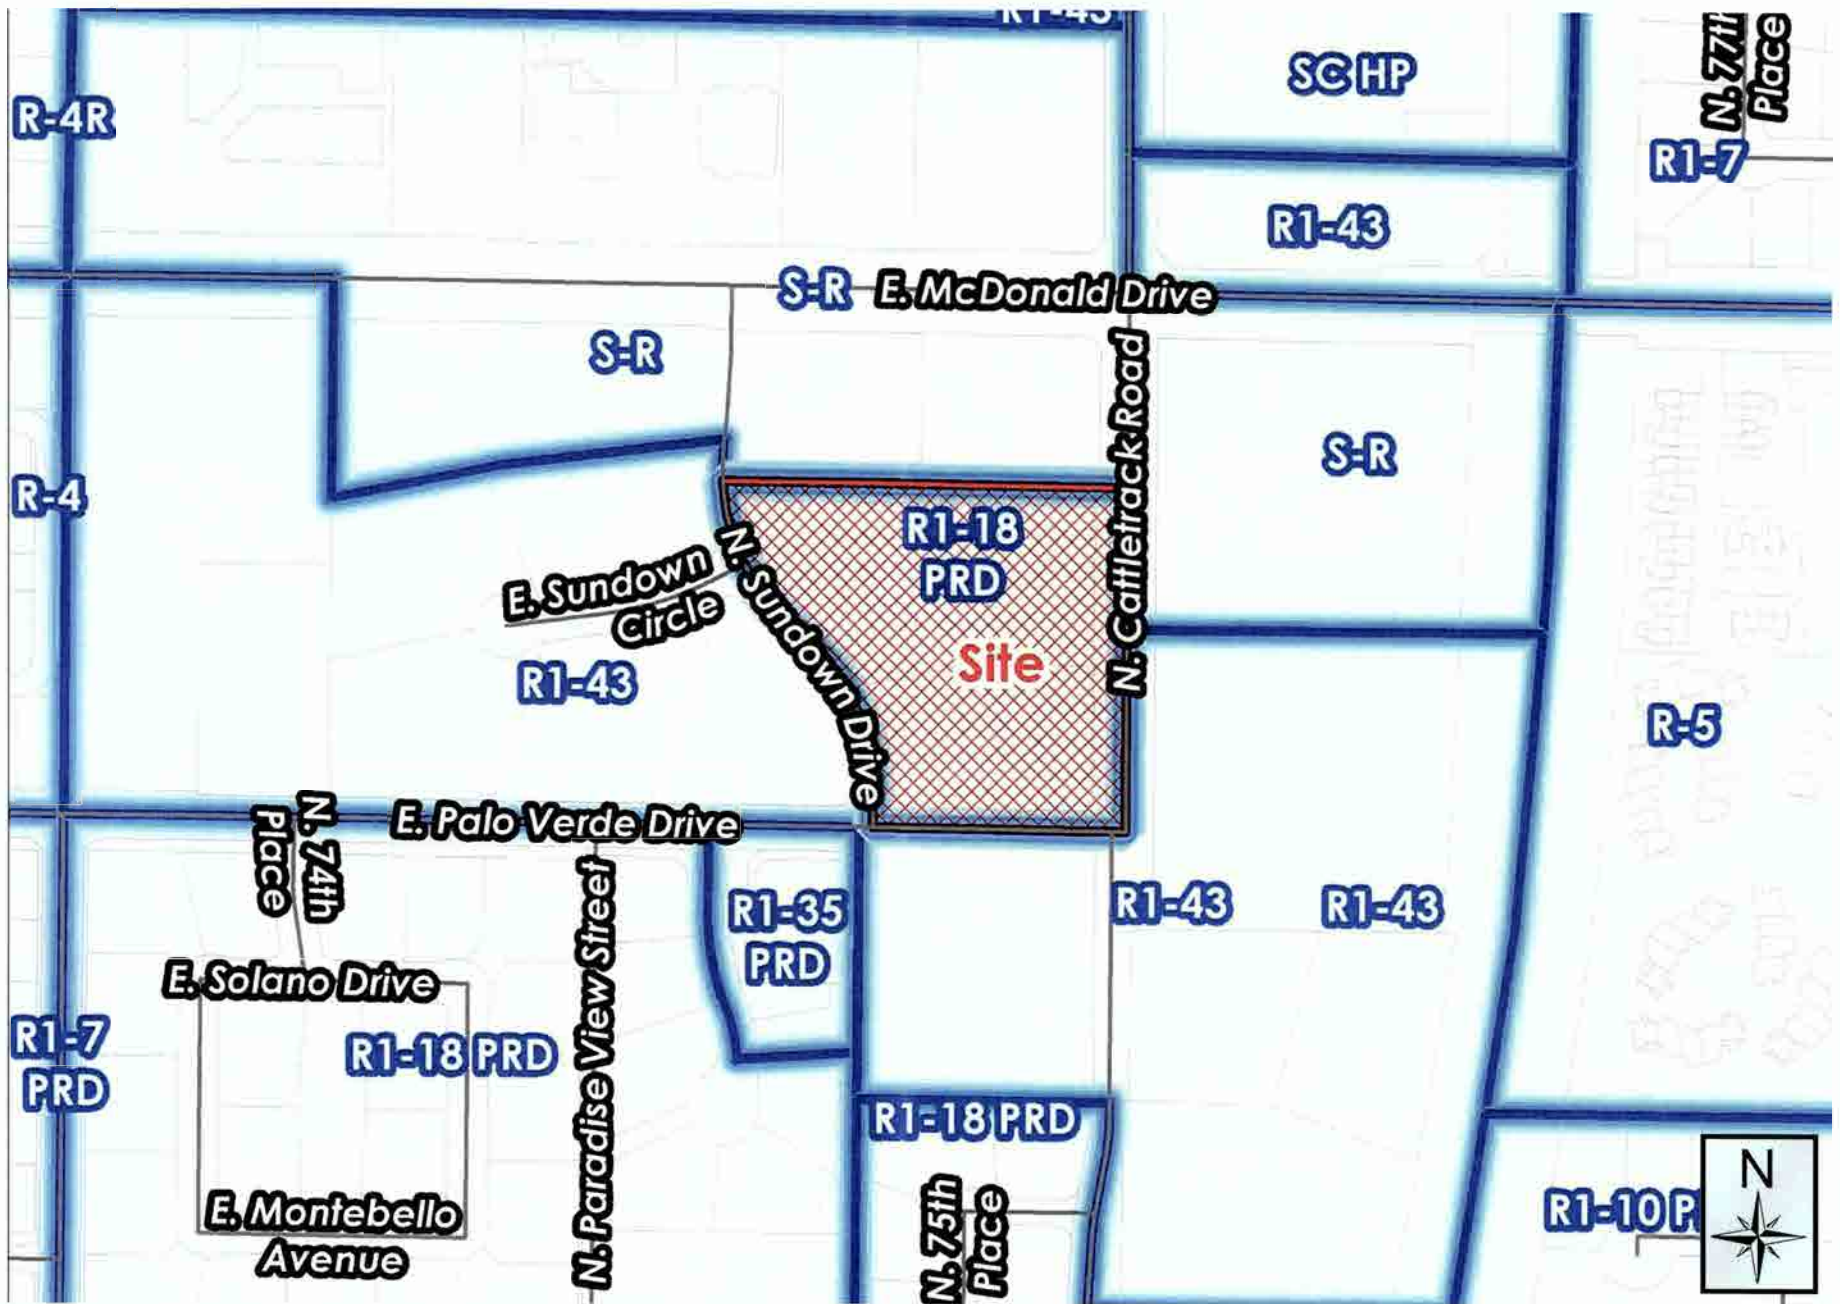 R1-43
SC HP
N. 77th
Place
R-4R
R1-7
R1-43
S-R
E. McDonald Drive
S-R
N. Cattletrack Road
S-R
R-4
R1-18
PRD
E. Sundown
Circle
N. Sundown Drive
Site
R1-43
R-5
N. 74th
Place
E. Palo Verde Drive
N. Paradise View Street
R1-35
PRD
R1-43
R1-43
E. Solano Drive
R1-7
PRD
R1-18 PRD
R1-18 PRD
E. Montebello
Avenue
N. 75th
Place
R1-10 P
N